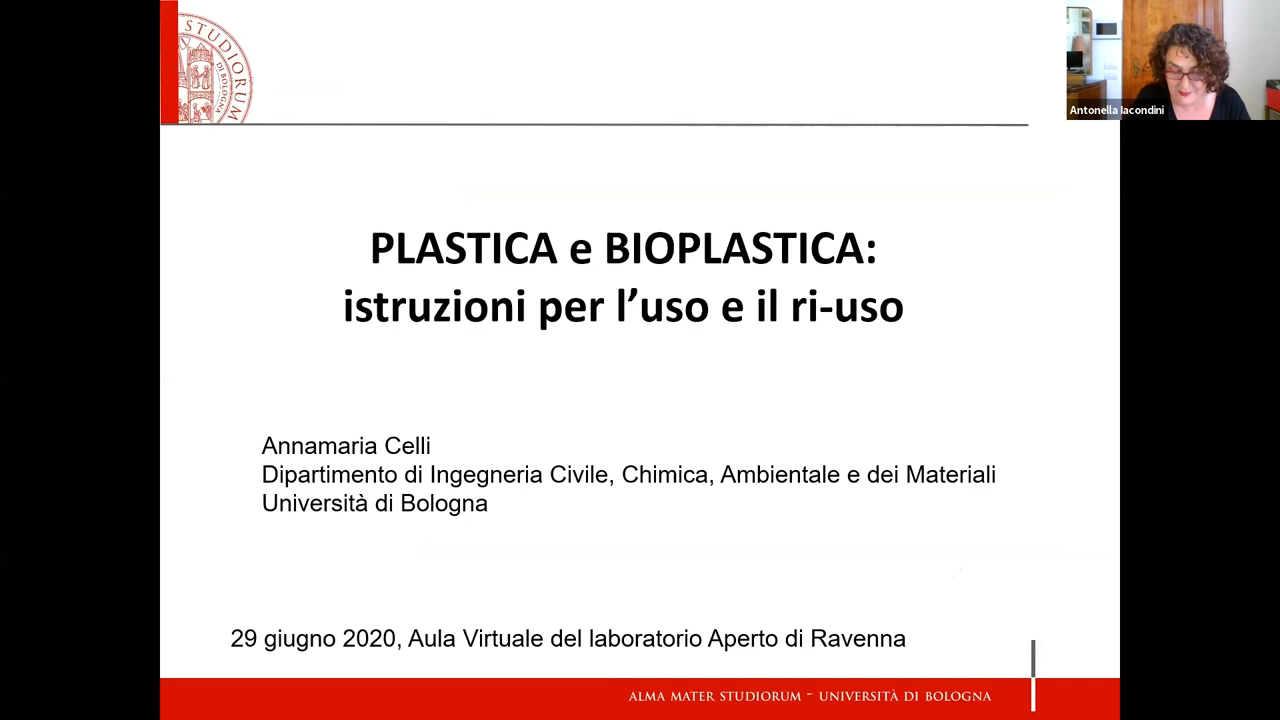 STUDIORUM
DI BOLOGNA
Antonella Iacondini
PLASTICA e BIOPLASTICA:
istruzioni per l’uso e il ri-uso
Annamaria Celli
Dipartimento di Ingegneria Civile, Chimica, Ambientale e dei Materiali
Università di Bologna
29 giugno 2020, Aula Virtuale del laboratorio Aperto di Ravenna
ALMA MATER STUDIORUM ~ UNIVERSITÀ DI BOLOGNA